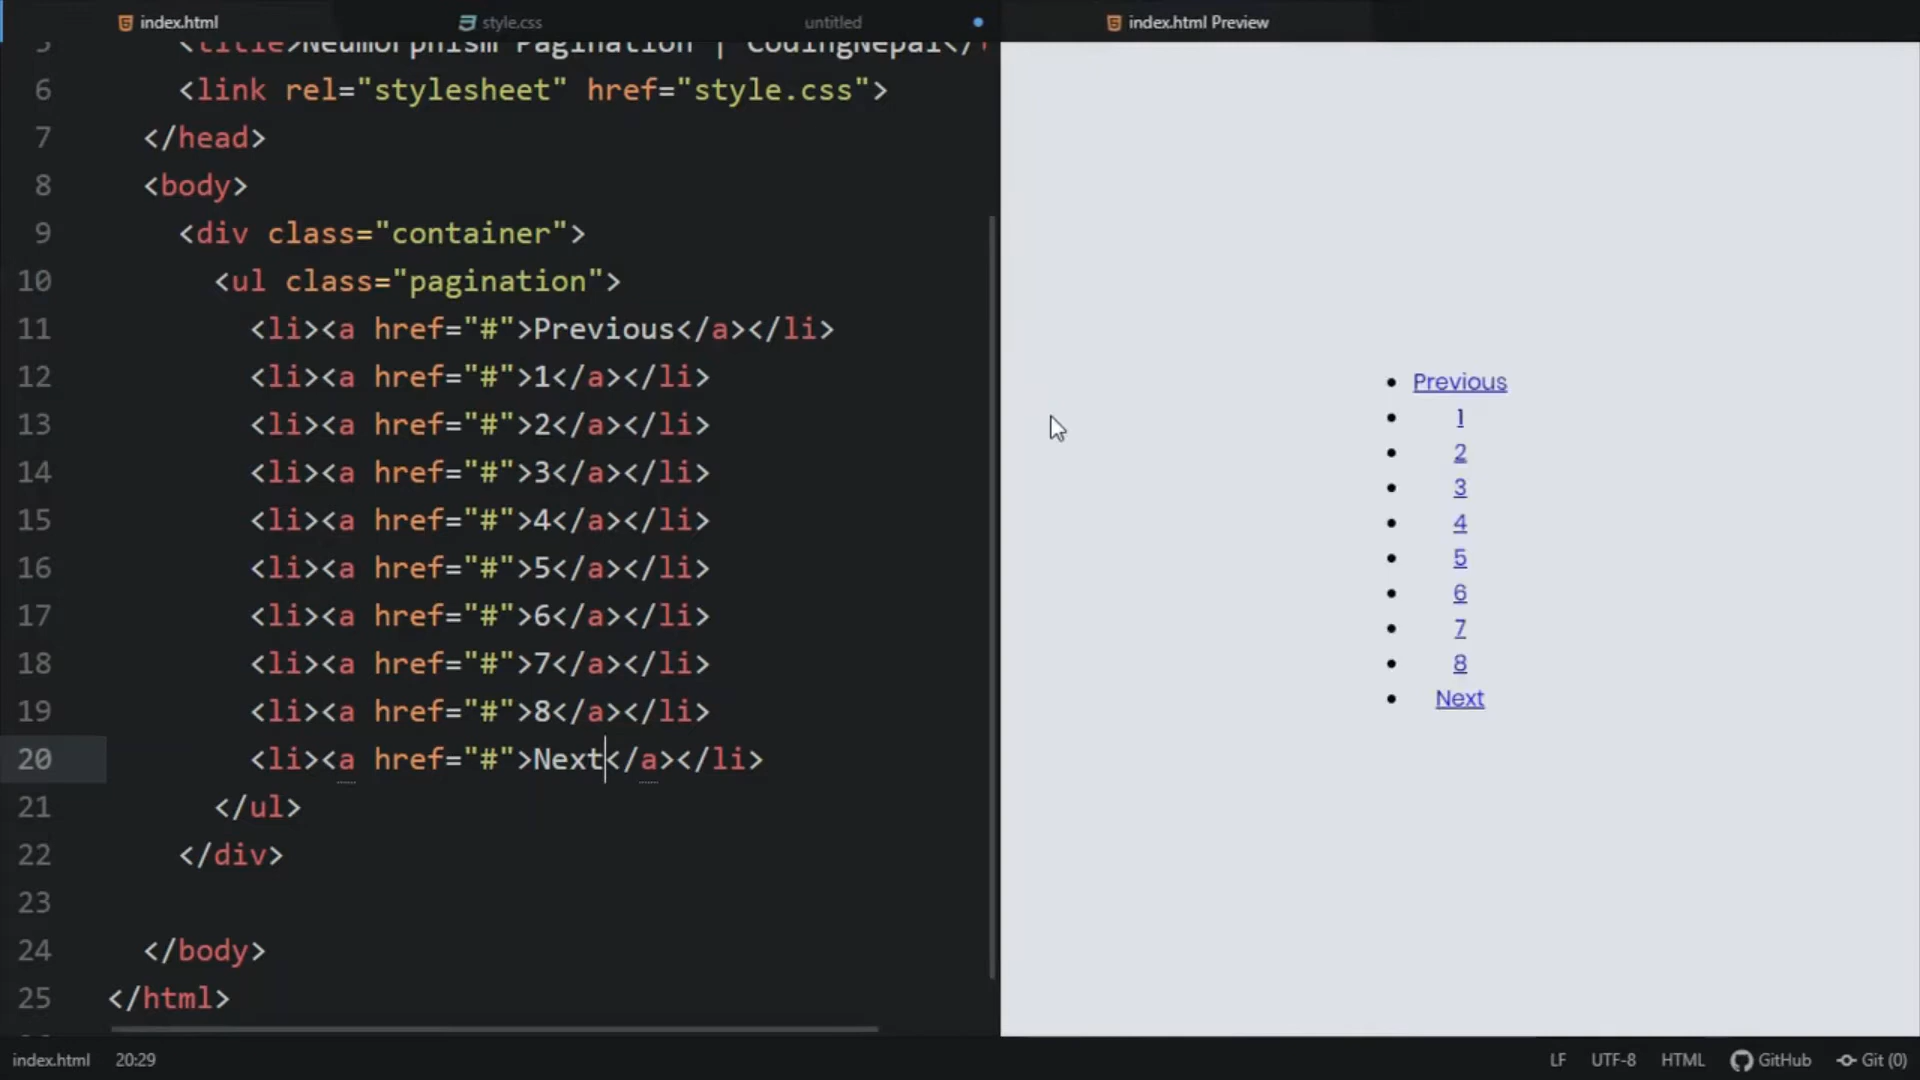 index.html
style.css
untitled
index.html Preview
5 <title>Neumorphism Pagination | CodingNepal</
6 <link rel="stylesheet" href="style.css">
7 </head>
8 <body>
9 <div class="container">
10 <ul class="pagination">
11 <li><a href="#">Previous</a></li>
12 <li><a href="#">1</a></li>
13 <li><a href="#">2</a></li>
14 <li><a href="#">3</a></li>
15 <li><a href="#">4</a></li>
16 <li><a href="#">5</a></li>
17 <li><a href="#">6</a></li>
18 <li><a href="#">7</a></li>
19 <li><a href="#">8</a></li>
20 <li><a href="#">Next</a></li>
21 </ul>
22 </div>
23
24 </body>
25 </html>
Previous
1
2
3
4
5
6
7
8
Next
index.html 20:29
LF UTF-8 HTML GitHub Git (0)